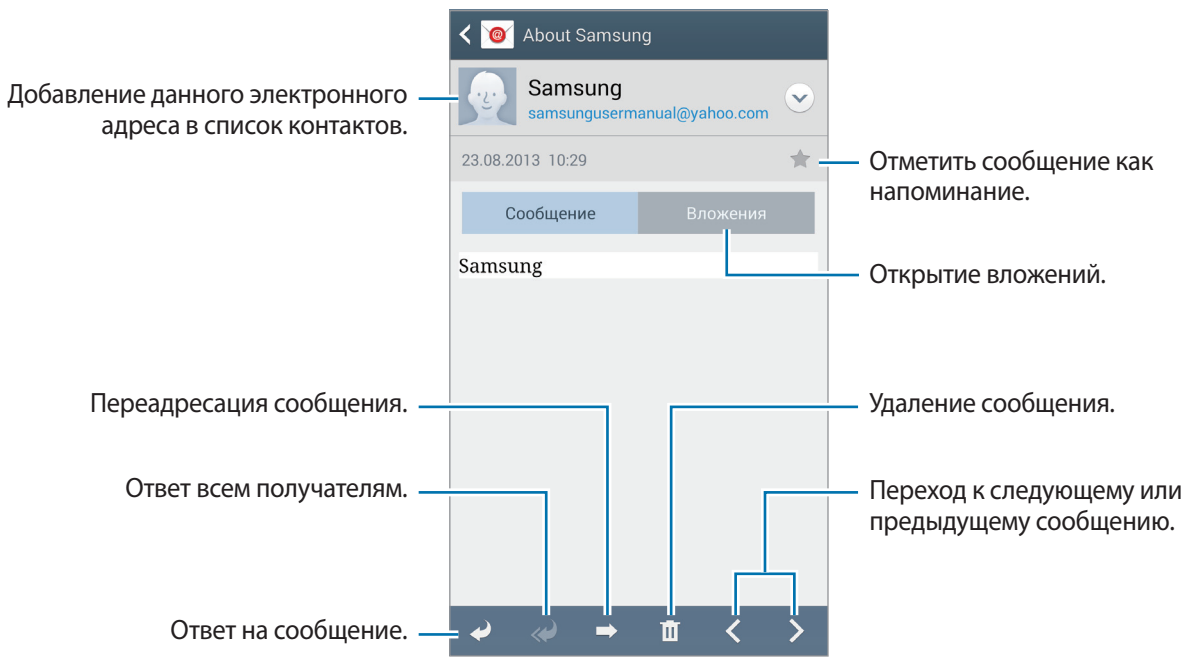 About Samsung
Добавление данного электронного
адреса в список контактов.
Samsung
samsungusermanual@yahoo.com
23.08.2013 10:29
Отметить сообщение как
напоминание.
Сообщение
Вложения
Samsung
Открытие вложений.
Переадресация сообщения.
Удаление сообщения.
Ответ всем получателям.
Переход к следующему или
предыдущему сообщению.
Ответ на сообщение.